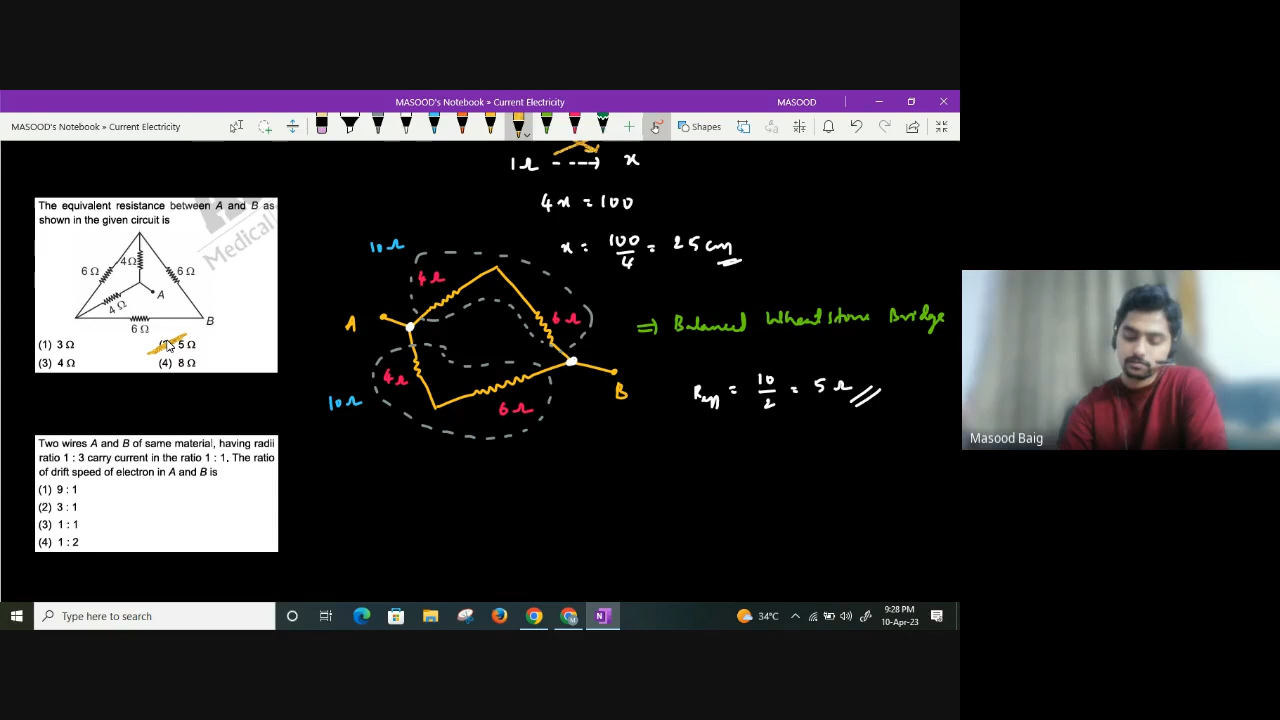 MASOOD's Notebook » Current Electricity
MASOOD
MASOOD's Notebook » Current Electricity
Shapes
1Ω ---→ x
4x = 100
x = 100/4 = 25 cm
The equivalent resistance between A and B as
shown in the given circuit is
Medical
6 Ω
4Ω
6 Ω
A
4 Ω
B
6 Ω
(1) 3 Ω
5 Ω
(3) 4 Ω
(4) 8 Ω
10Ω
4Ω
A
6Ω
4Ω
10Ω
6Ω
B
⇒ Balanced Wheatstone Bridge
Reff = 10/2 = 5Ω //
Two wires A and B of same material, having radii
ratio 1 : 3 carry current in the ratio 1 : 1. The ratio
of drift speed of electron in A and B is
(1) 9 : 1
(2) 3 : 1
(3) 1 : 1
(4) 1 : 2
Masood Baig
Type here to search
34°C
9:28 PM
10-Apr-23